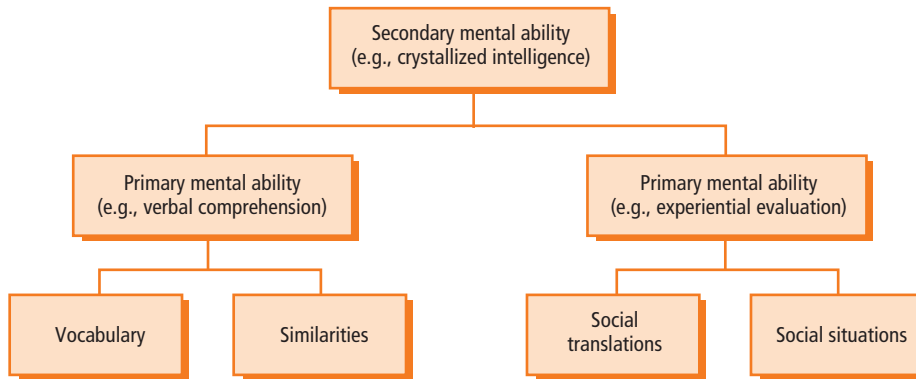 Secondary mental ability
(e.g., crystallized intelligence)
Primary mental ability
(e.g., verbal comprehension)
Primary mental ability
(e.g., experiential evaluation)
Vocabulary
Similarities
Social
translations
Social situations